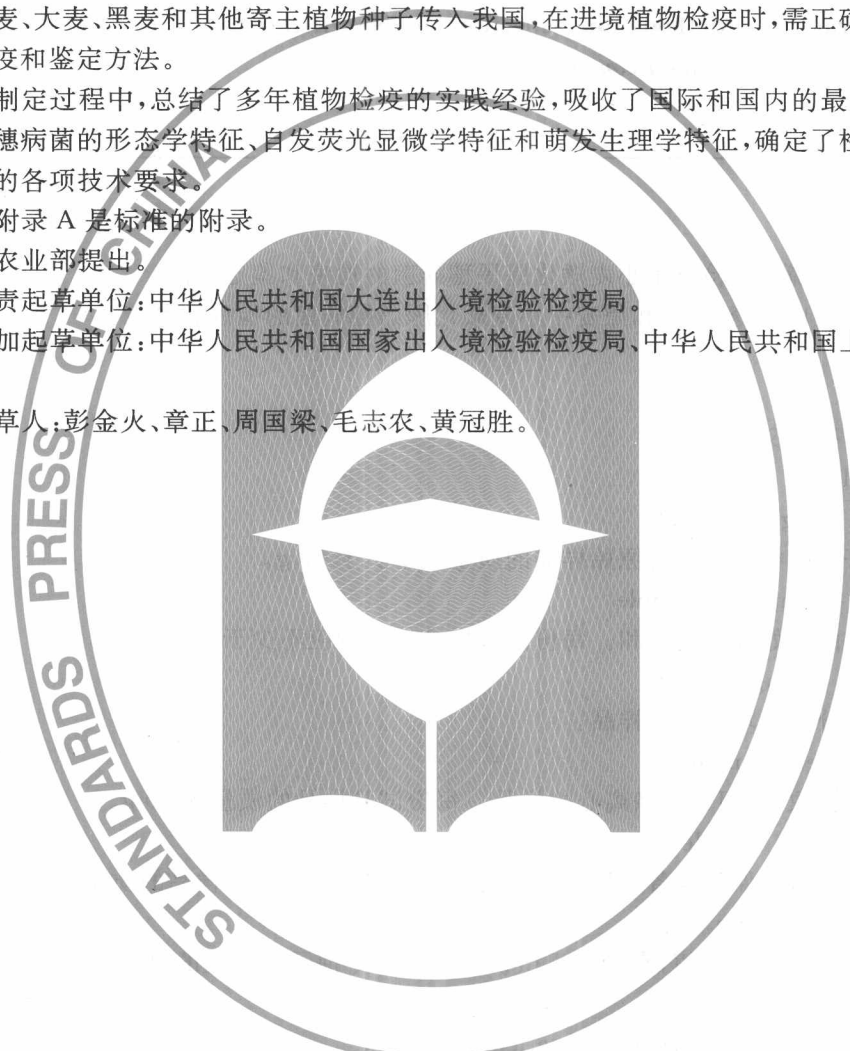 麦、大麦、黑麦和其他寄主植物种子传入我国,在进境植物检疫时,需正确
疫和鉴定方法。
制定过程中,总结了多年植物检疫的实践经验,吸收了国际和国内的最
穗病菌的形态学特征、自发荧光显微学特征和萌发生理学特征,确定了检
的各项技术要求。
附录 A 是标准的附录。
农业部提出。
责起草单位:中华人民共和国大连出入境检验检疫局。
加起草单位:中华人民共和国国家出入境检验检疫局、中华人民共和国上
草人:彭金火、章正、周国梁、毛志农、黄冠胜。
STANDARDS PRESS OF CHINA